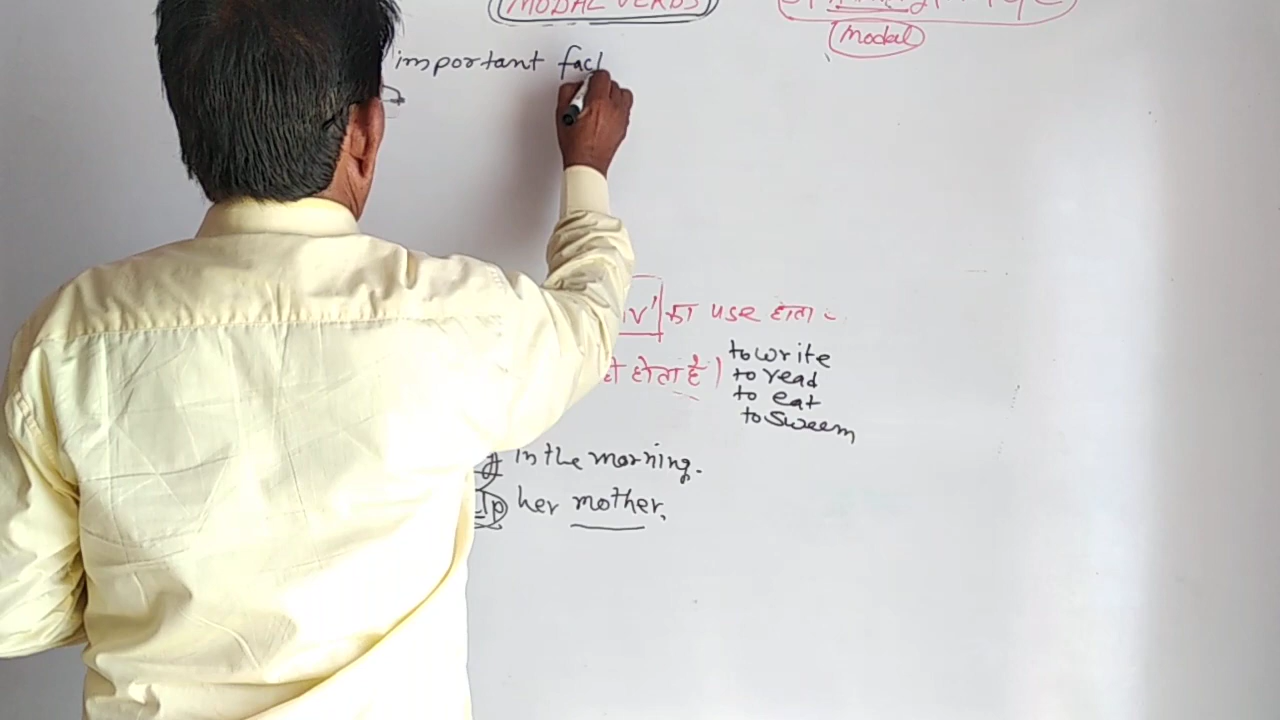 MODAL VERBS
Modal
important fact
IV' का use होता
हो होता है।
to write
to read
to eat
to sweem
in the morning.
her mother.